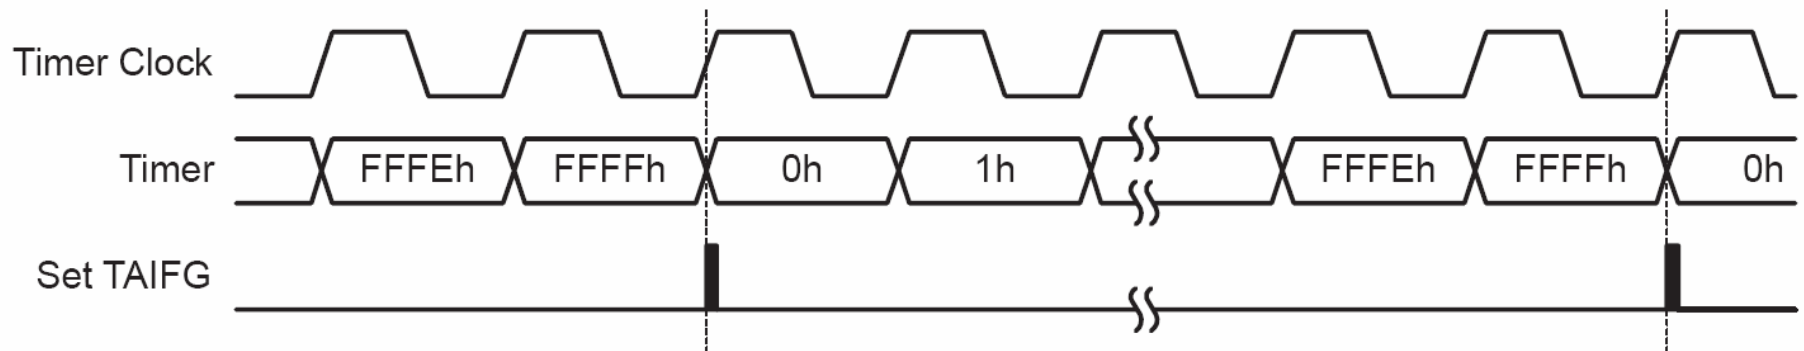 Timer Clock
Timer FFFEh FFFFh 0h 1h FFFEh FFFFh 0h
Set TAIFG